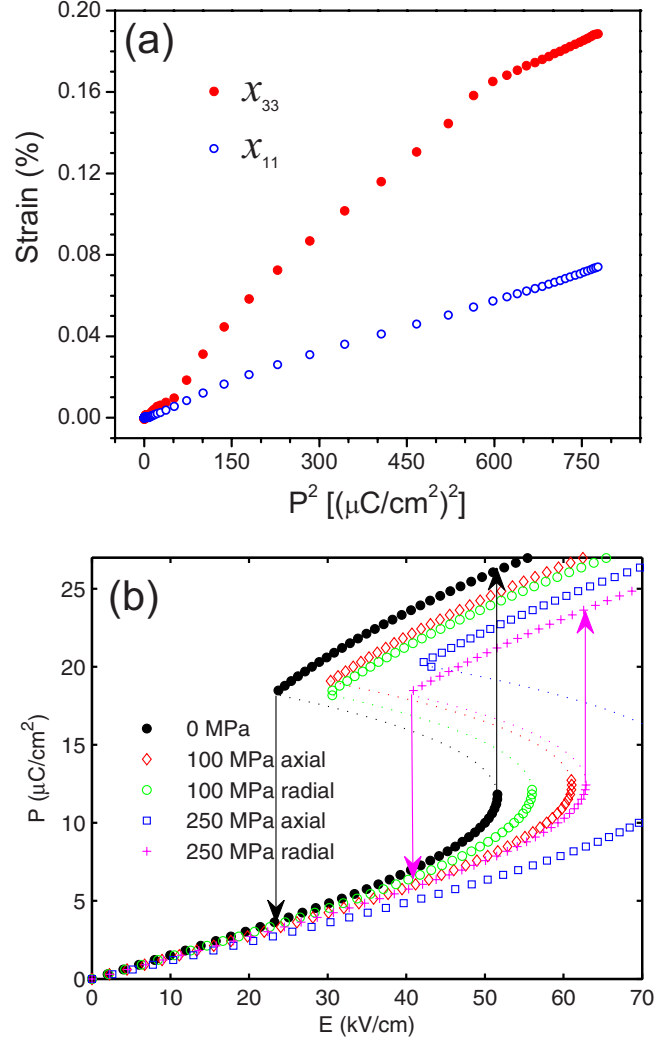 (a)
0.20
0.16
0.12
0.08
0.04
0.00
Strain (%)
x₃₃
x₁₁
0 150 300 450 600 750
P² [(μC/cm²)²]
(b)
25
20
15
10
5
0
P (μC/cm²)
0 MPa
100 MPa axial
100 MPa radial
250 MPa axial
250 MPa radial
0 10 20 30 40 50 60 70
E (kV/cm)